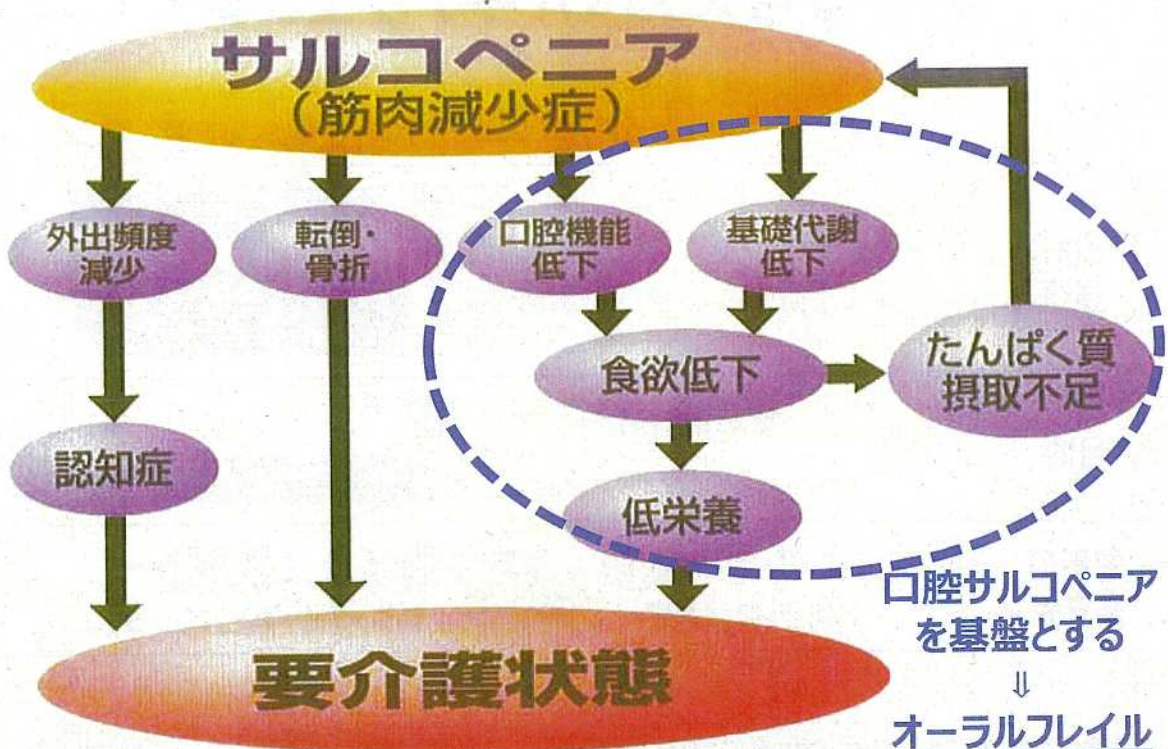 サルコペニア
（筋肉減少症）
外出頻度
減少
転倒・
骨折
口腔機能
低下
基礎代謝
低下
食欲低下
たんぱく質
摂取不足
認知症
低栄養
要介護状態
口腔サルコペニア
を基盤とする
⇓
オーラルフレイル